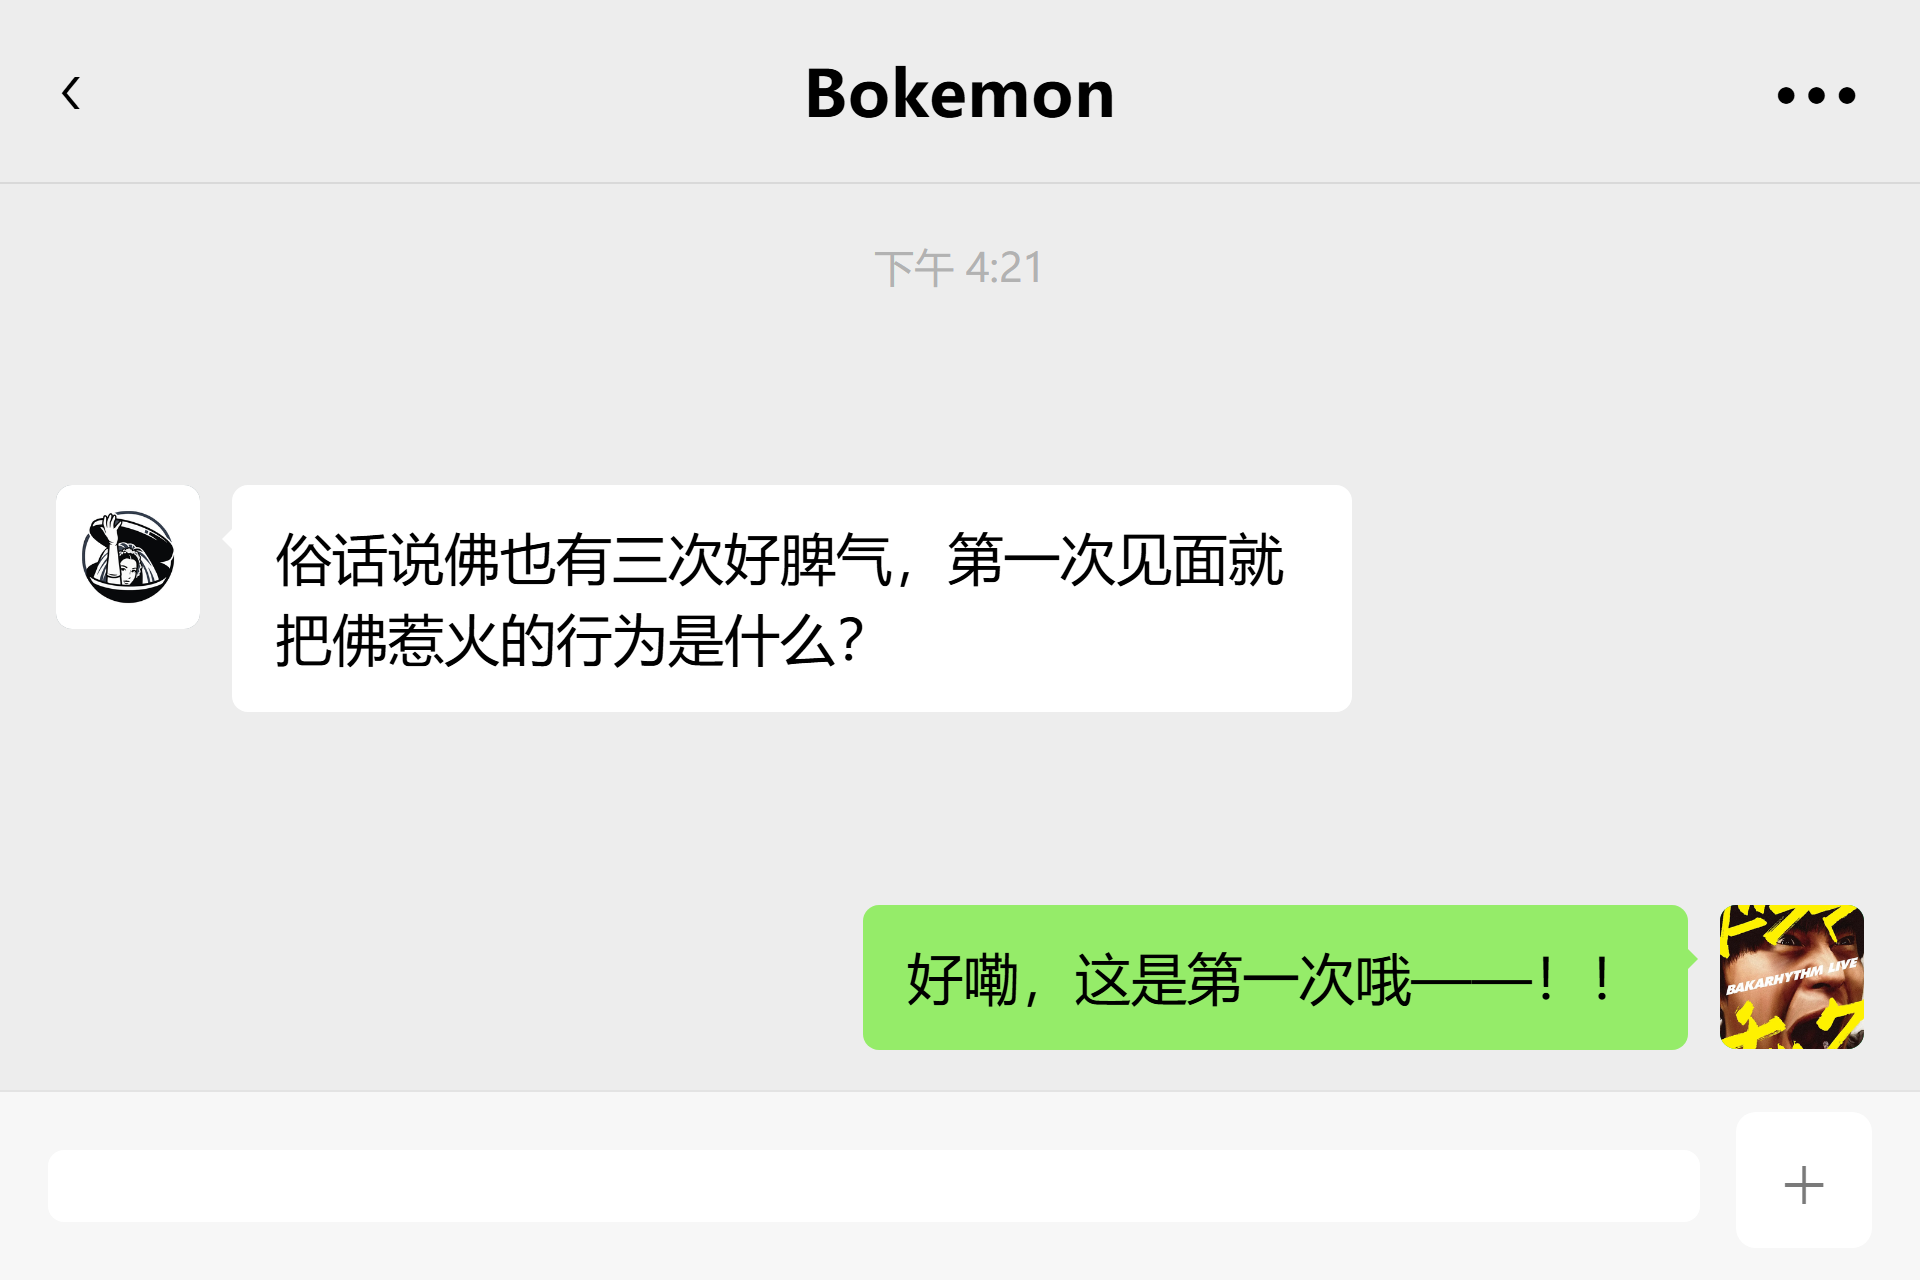 Bokemon
下午 4:21
俗话说佛也有三次好脾气，第一次见面就
把佛惹火的行为是什么？
好嘞，这是第一次哦——！！
BAKARHYTHM LIVE